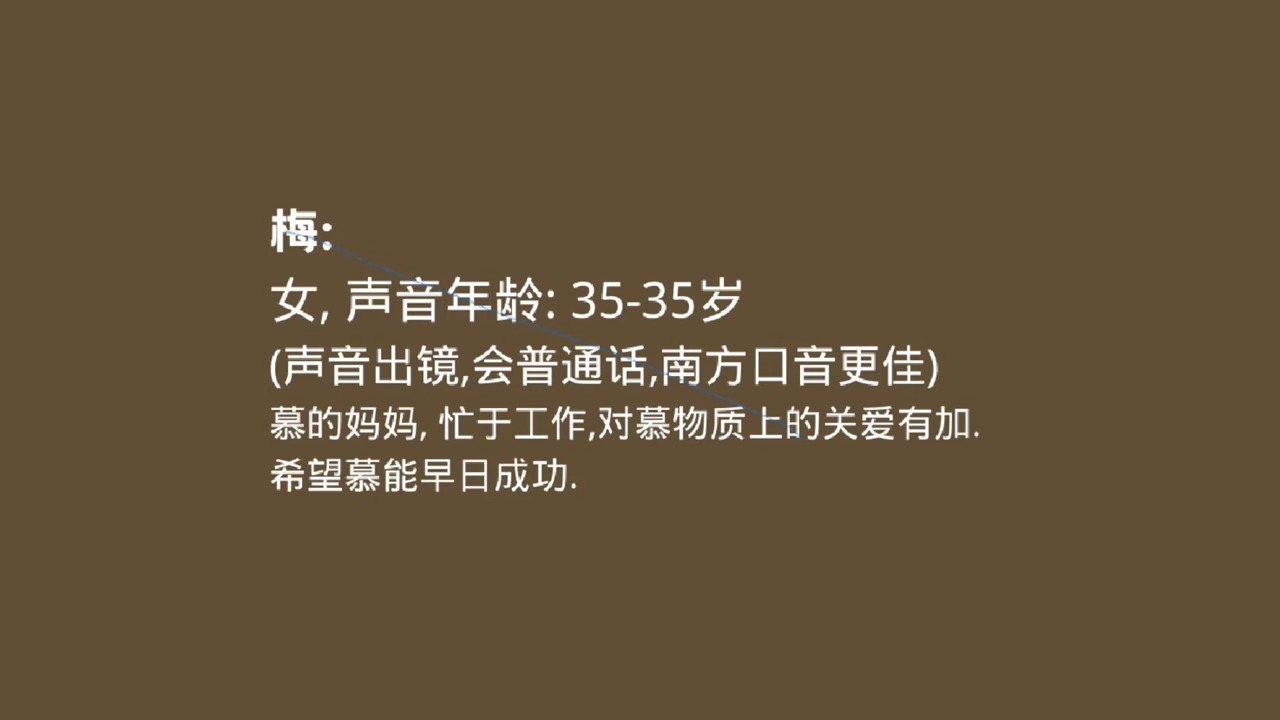 梅:
女, 声音年龄: 35-35岁
(声音出镜,会普通话,南方口音更佳)
慕的妈妈, 忙于工作,对慕物质上的关爱有加.
希望慕能早日成功.